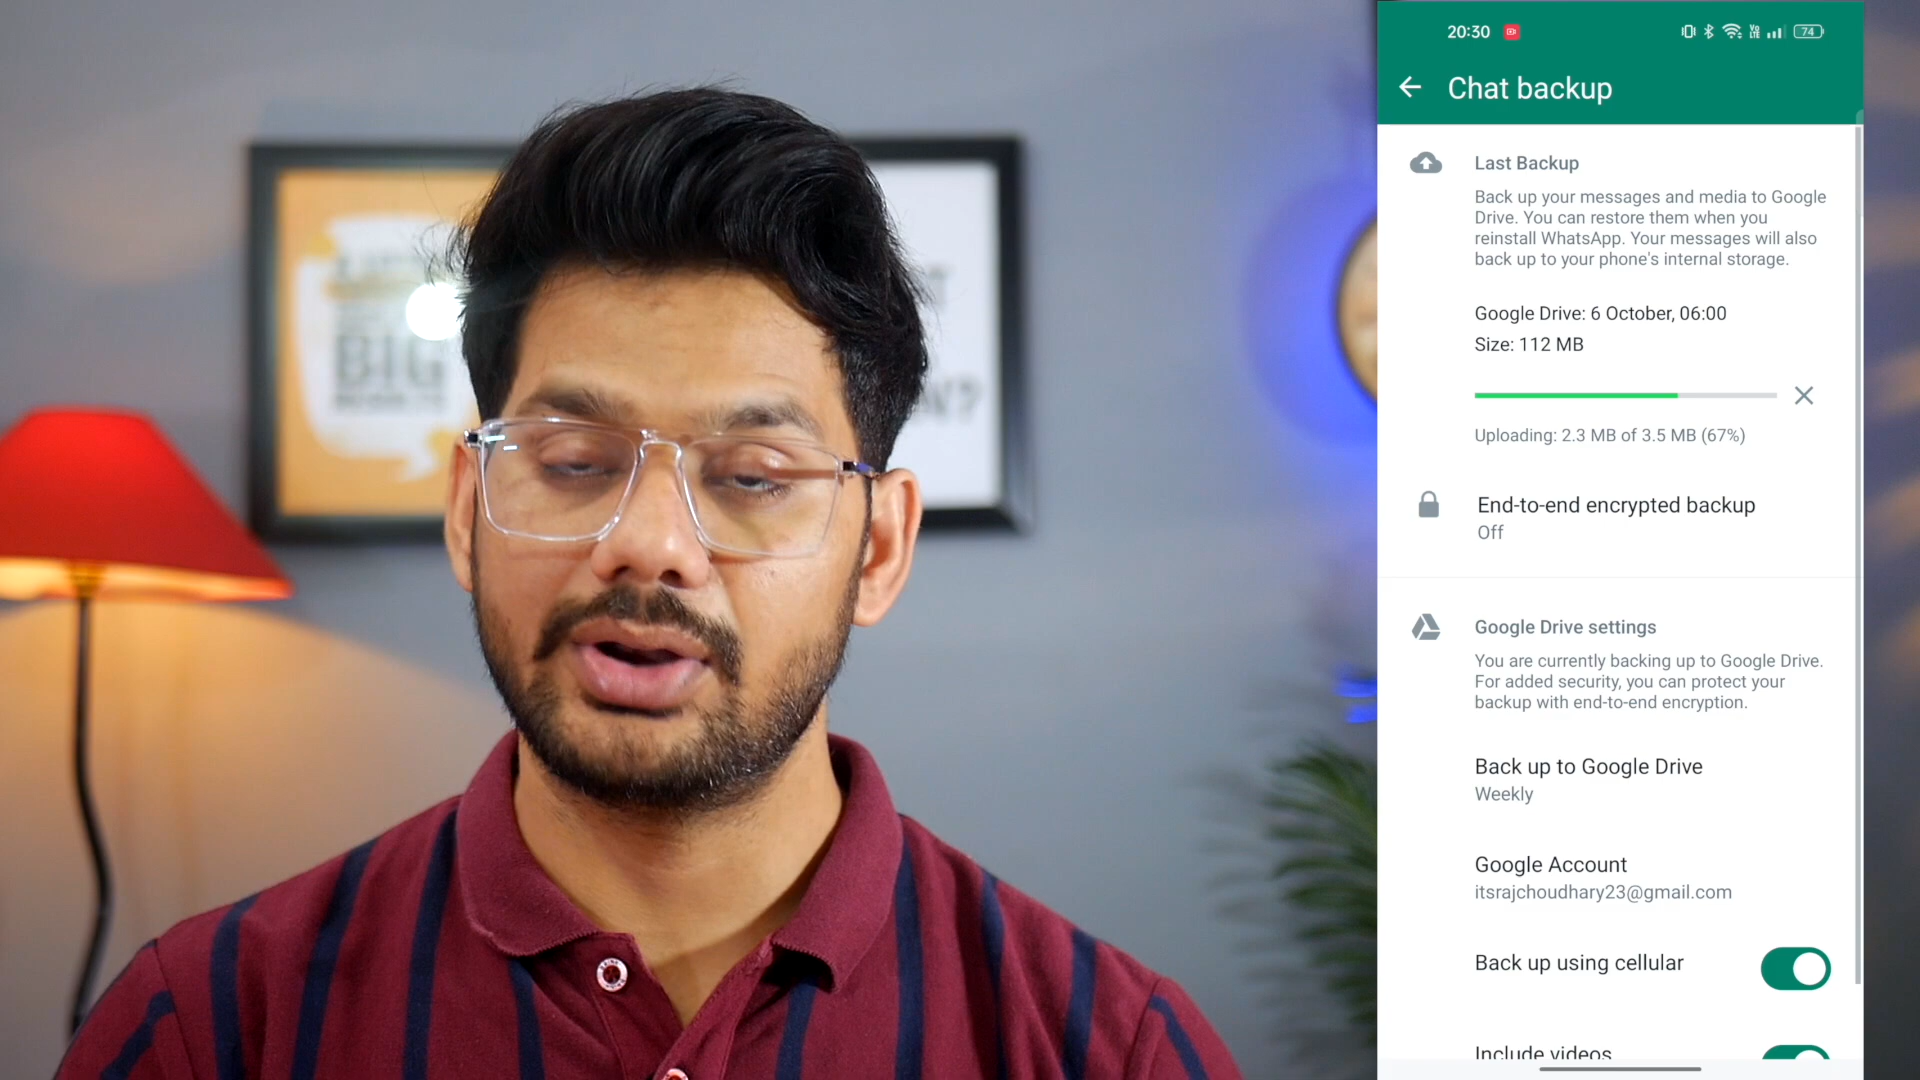 BIG
20:30
74
Chat backup
Last Backup
Back up your messages and media to Google
Drive. You can restore them when you
reinstall WhatsApp. Your messages will also
back up to your phone's internal storage.
Google Drive: 6 October, 06:00
Size: 112 MB
Uploading: 2.3 MB of 3.5 MB (67%)
End-to-end encrypted backup
Off
Google Drive settings
You are currently backing up to Google Drive.
For added security, you can protect your
backup with end-to-end encryption.
Back up to Google Drive
Weekly
Google Account
itsrajchoudhary23@gmail.com
Back up using cellular
Include videos